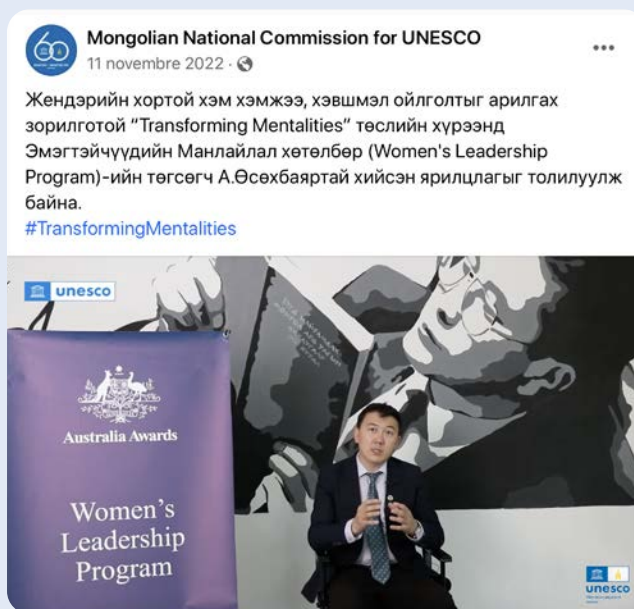 60
Mongolian National Commission for UNESCO
11 novembre 2022 ·
Жендэрийн хортой хэм хэмжээ, хэвшмэл ойлголтыг арилгах
зорилготой “Transforming Mentalities” төслийн хүрээнд
Эмэгтэйчүүдийн Манлайлал хөтөлбөр (Women's Leadership
Program)-ийн төгсөгч А.Өсөхбаяртай хийсэн ярилцлагыг толилуулж
байна.
#TransformingMentalities
unesco
Australia Awards
Women’s
Leadership
Program
unesco